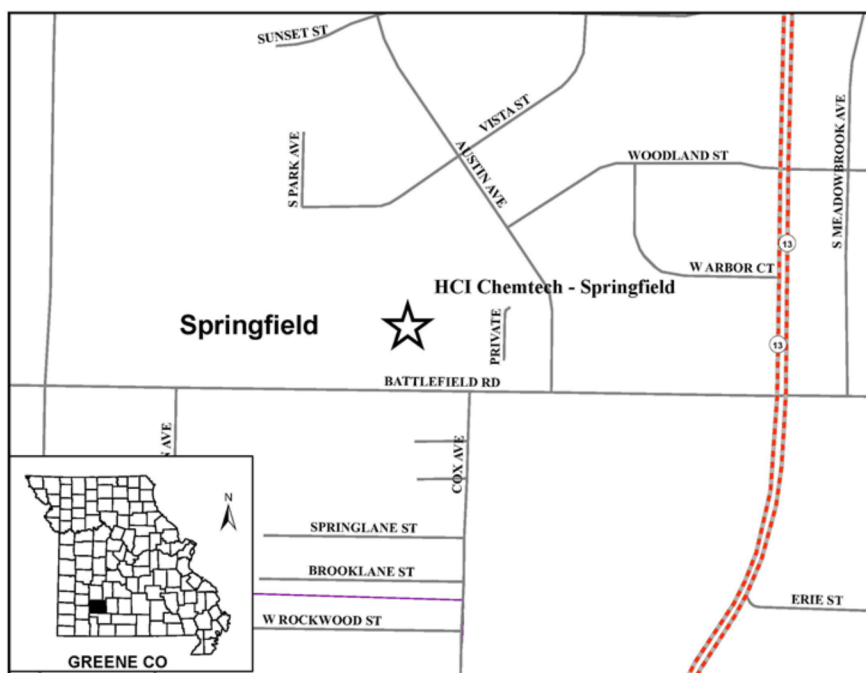 SUNSET ST
VISTA ST
S PARK AVE
AUSTIN AVE
WOODLAND ST
S MEADOWBROOK AVE
13
W ARBOR CT
HCI Chemtech - Springfield
Springfield
PRIVATE
13
BATTLEFIELD RD
N AVE
COX AVE
SPRINGLANE ST
BROOKLANE ST
W ROCKWOOD ST
ERIE ST
N
GREENE CO